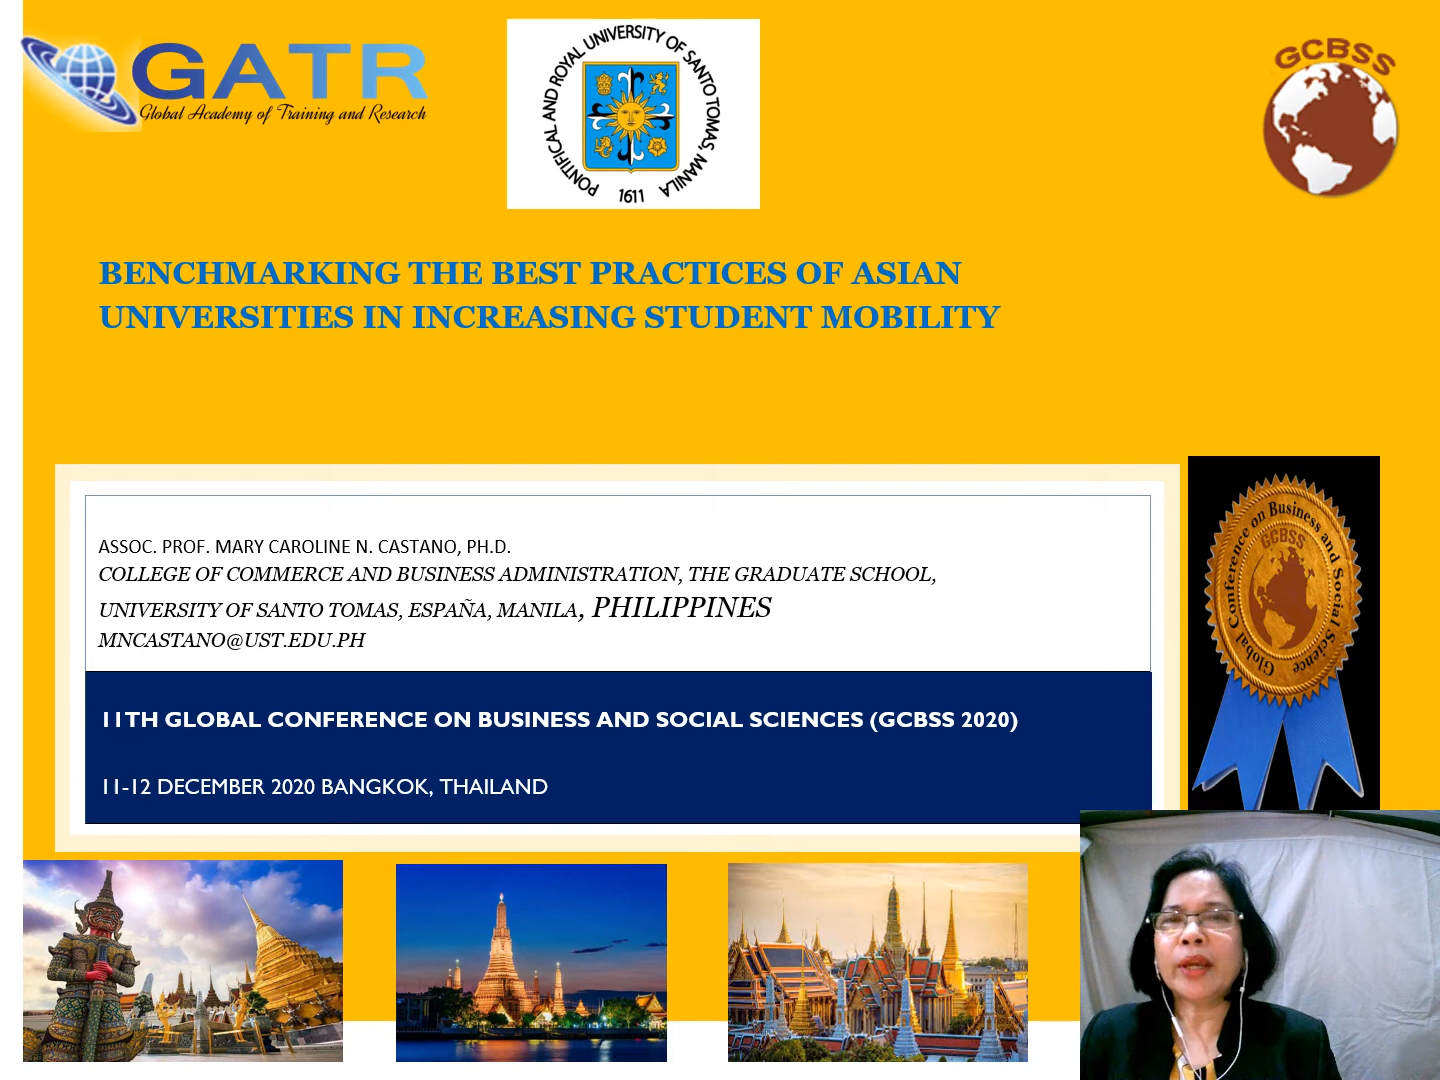 GATR
Global Academy of Training and Research
PONTIFICAL AND ROYAL UNIVERSITY OF SANTO TOMAS, MANILA
1611
GCBSS
BENCHMARKING THE BEST PRACTICES OF ASIAN
UNIVERSITIES IN INCREASING STUDENT MOBILITY
ASSOC. PROF. MARY CAROLINE N. CASTANO, PH.D.
COLLEGE OF COMMERCE AND BUSINESS ADMINISTRATION, THE GRADUATE SCHOOL,
UNIVERSITY OF SANTO TOMAS, ESPAÑA, MANILA, PHILIPPINES
MNCASTANO@UST.EDU.PH
Global Conference on Business and Social Science
GCBSS
11TH GLOBAL CONFERENCE ON BUSINESS AND SOCIAL SCIENCES (GCBSS 2020)
11-12 DECEMBER 2020 BANGKOK, THAILAND